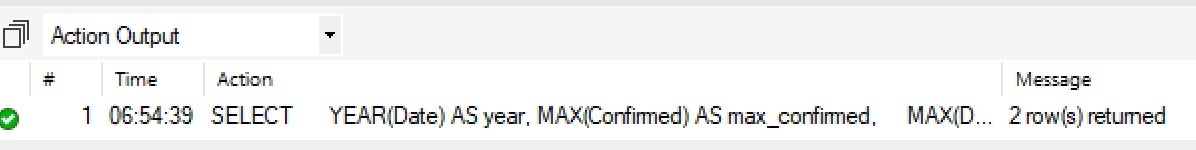 Action Output
# Time Action Message
1 06:54:39 SELECT YEAR(Date) AS year, MAX(Confirmed) AS max_confirmed, MAX(D... 2 row(s) returned